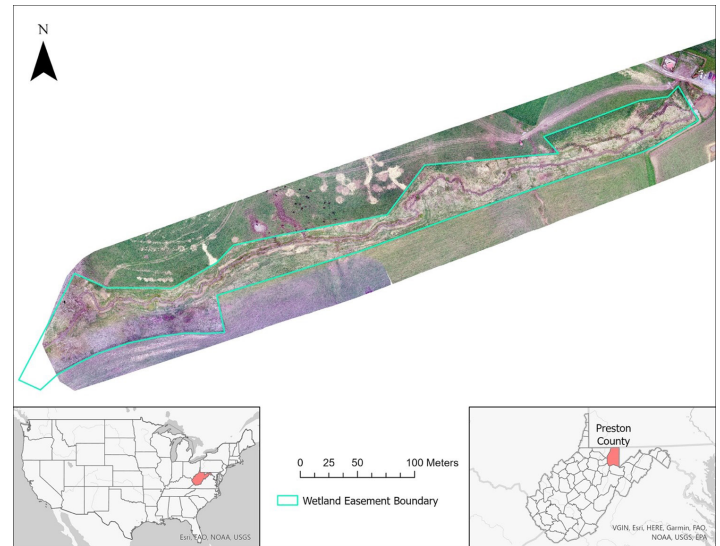 N
0 25 50 100 Meters
Wetland Easement Boundary
Esri, FAO, NOAA, USGS
Preston
County
VGIN, Esri, HERE, Garmin, FAO,
NOAA, USGS, EPA